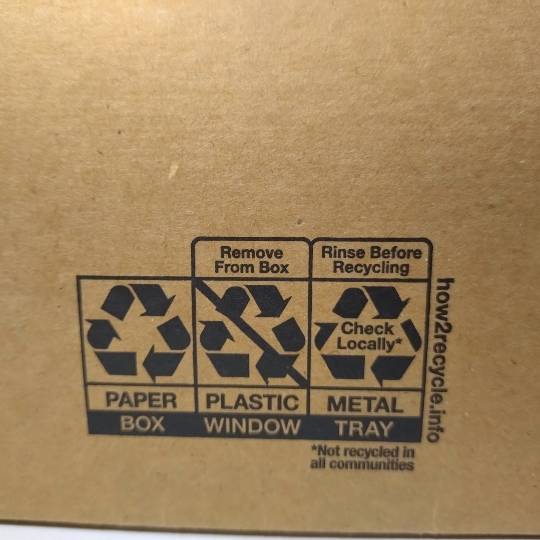 Remove
From Box
Rinse Before
Recycling
Check
Locally*
PAPER
BOX
PLASTIC
WINDOW
METAL
TRAY
*Not recycled in
all communities
how2recycle.info